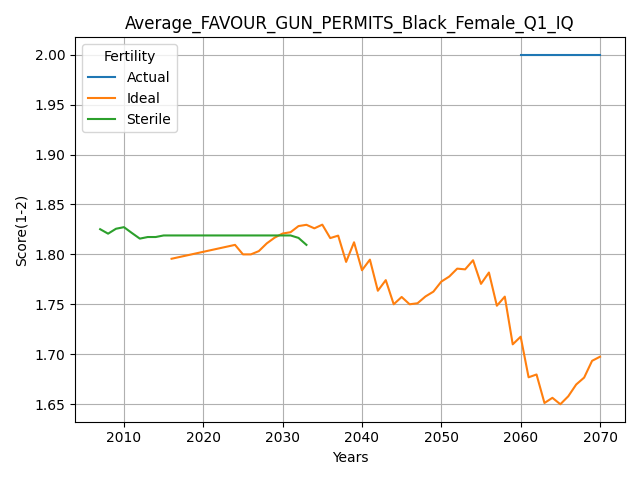 Average_FAVOUR_GUN_PERMITS_Black_Female_Q1_IQ
Fertility
Actual
Ideal
Sterile
Score(1-2)
2.00
1.95
1.90
1.85
1.80
1.75
1.70
1.65
2010 2020 2030 2040 2050 2060 2070
Years